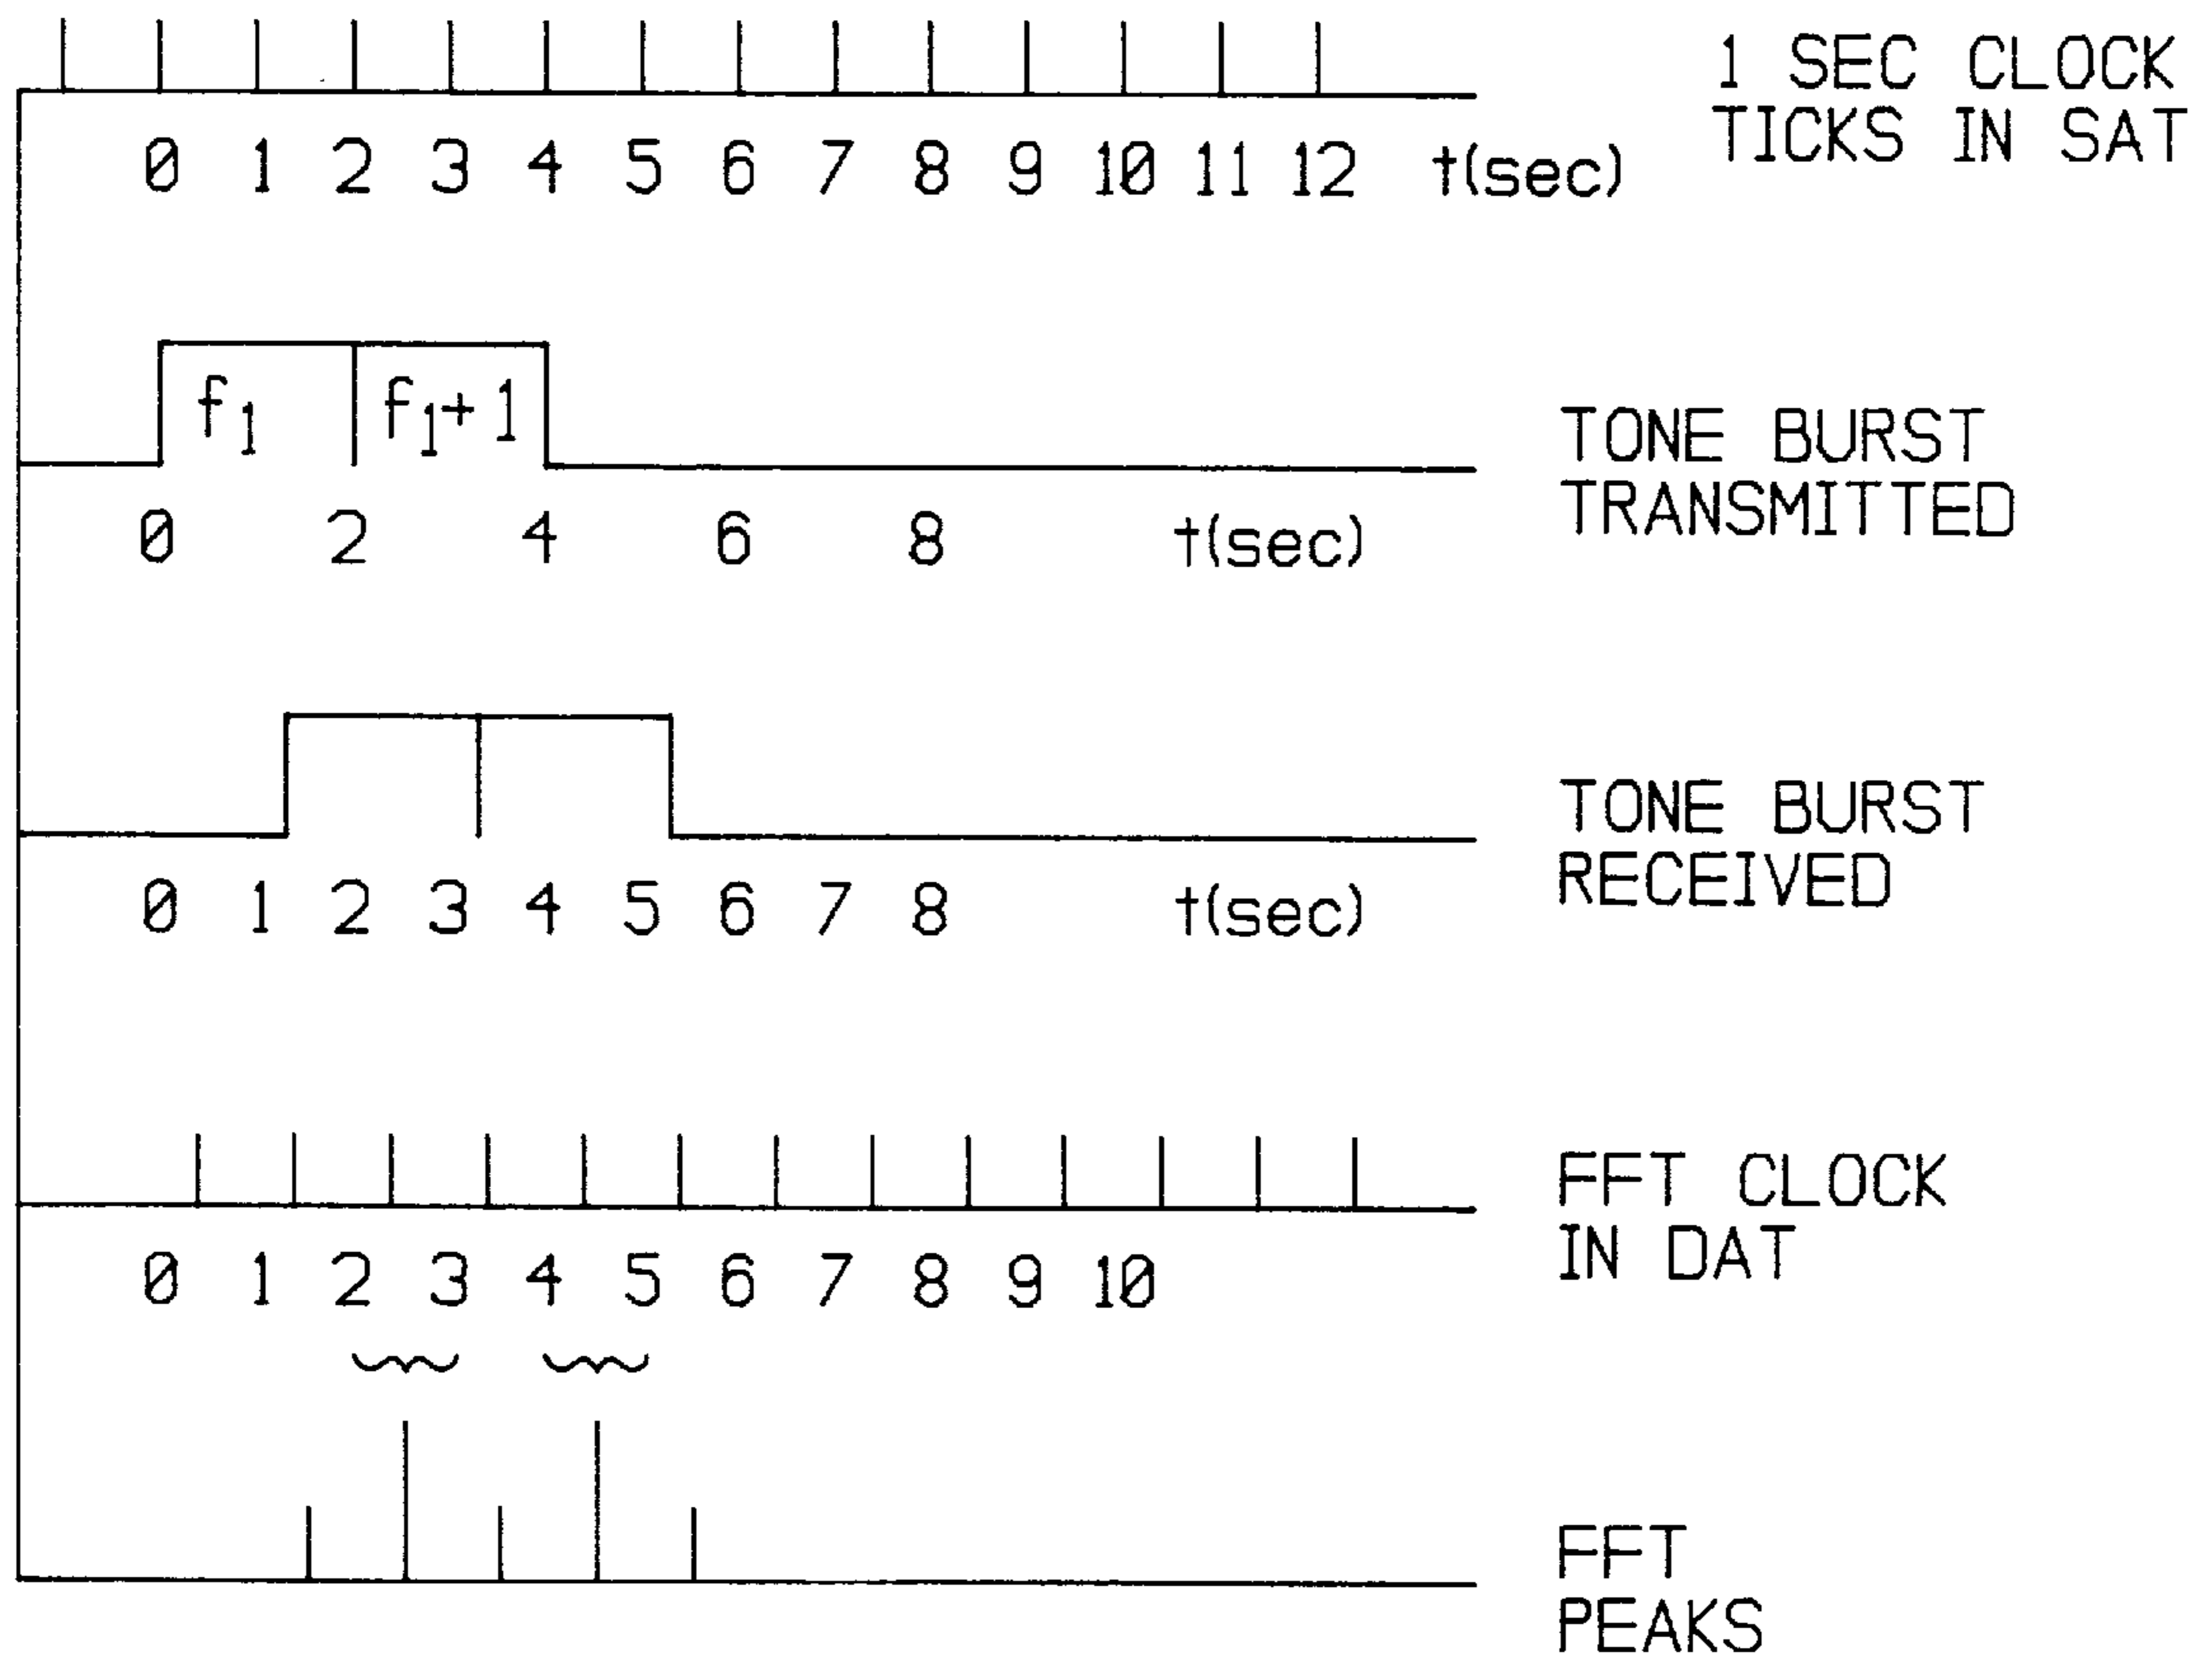 1 SEC CLOCK
TICKS IN SAT
0 1 2 3 4 5 6 7 8 9 10 11 12 t(sec)
f1 f1+1
TONE BURST
TRANSMITTED
0 2 4 6 8 t(sec)
TONE BURST
RECEIVED
0 1 2 3 4 5 6 7 8 t(sec)
FFT CLOCK
IN DAT
0 1 2 3 4 5 6 7 8 9 10
FFT
PEAKS